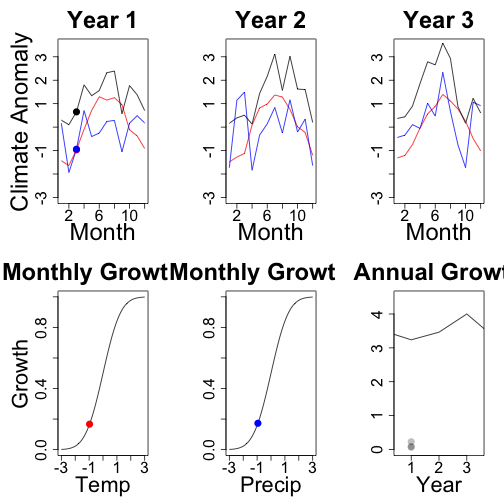 Year 1 Year 2 Year 3
Climate Anomaly
3 1 -1 -3
2 6 10
Month
3 1 -1 -3
2 6 10
Month
3 1 -1 -3
2 6 10
Month
Monthly Growt Monthly Growt Annual Growt
Growth
0.8 0.4 0.0
-3 -1 1 3
Temp
0.8 0.4 0.0
-3 -1 1 3
Precip
4 3 2 1 0
1 2 3
Year